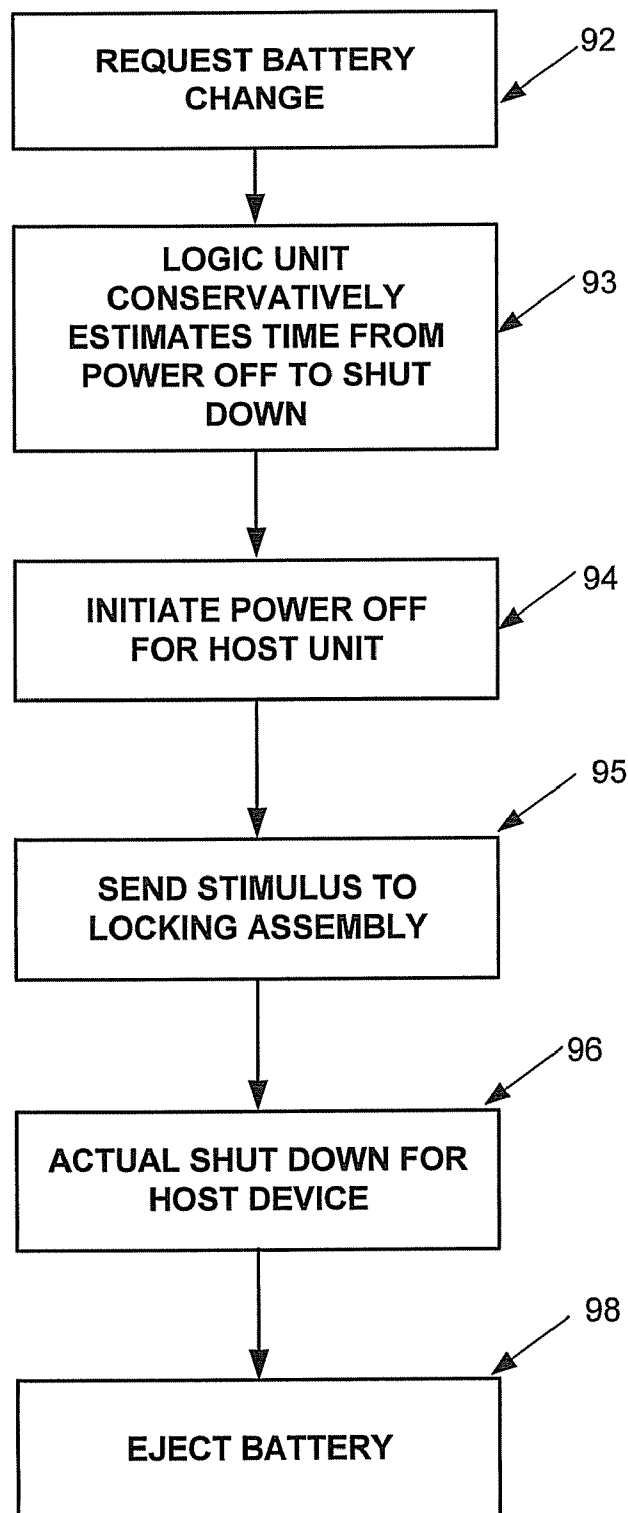 REQUEST BATTERY
CHANGE
92
LOGIC UNIT
CONSERVATIVELY
ESTIMATES TIME FROM
POWER OFF TO SHUT
DOWN
93
INITIATE POWER OFF
FOR HOST UNIT
94
SEND STIMULUS TO
LOCKING ASSEMBLY
95
ACTUAL SHUT DOWN FOR
HOST DEVICE
96
EJECT BATTERY
98